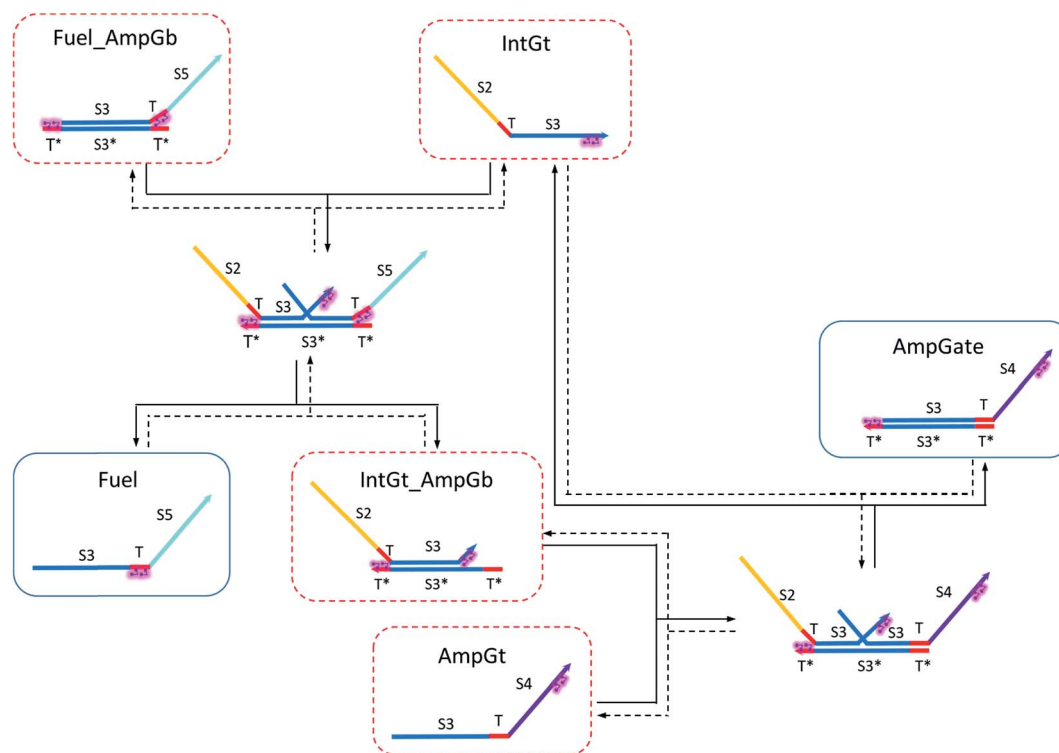 Fuel_AmpGb
S5
S3
T
T*
S3*
T*
IntGt
S2
T
S3
S2
S5
T
S3
T
T*
S3*
T*
AmpGate
S4
S3
T
T*
S3*
T*
Fuel
S5
S3
T
IntGt_AmpGb
S2
T
S3
T*
S3*
T*
S2
S4
T
S3
S3
T
T*
S3*
T*
AmpGt
S4
S3
T